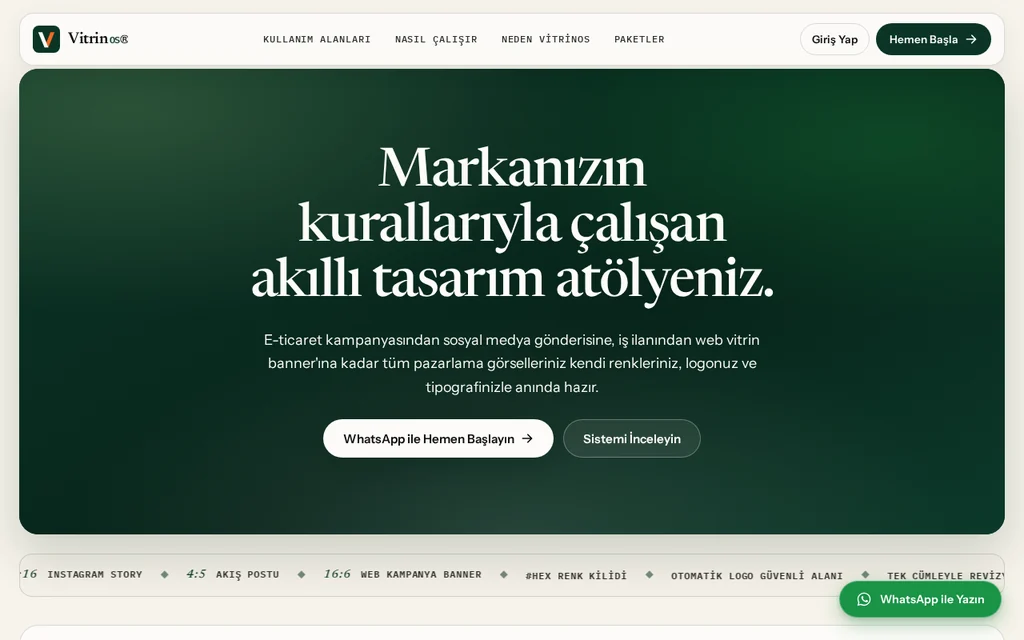 Vitrin OS®
KULLANIM ALANLARI NASIL ÇALIŞIR NEDEN VİTRİNOS PAKETLER
Giriş Yap Hemen Başla →
Markanızın
kurallarıyla çalışan
akıllı tasarım atölyeniz.
E-ticaret kampanyasından sosyal medya gönderisine, iş ilanından web vitrin
banner'ına kadar tüm pazarlama görselleriniz kendi renkleriniz, logonuz ve
tipografinizle anında hazır.
WhatsApp ile Hemen Başlayın → Sistemi İnceleyin
:16 INSTAGRAM STORY ◆ 4:5 AKIŞ POSTU ◆ 16:6 WEB KAMPANYA BANNER ◆ #HEX RENK KİLİDİ ◆ OTOMATİK LOGO GÜVENLİ ALANI ◆ TEK CÜMLEYLE REVİZY
WhatsApp ile Yazın